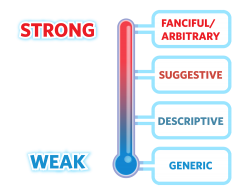 STRONG
FANCIFUL/
ARBITRARY
SUGGESTIVE
DESCRIPTIVE
WEAK
GENERIC